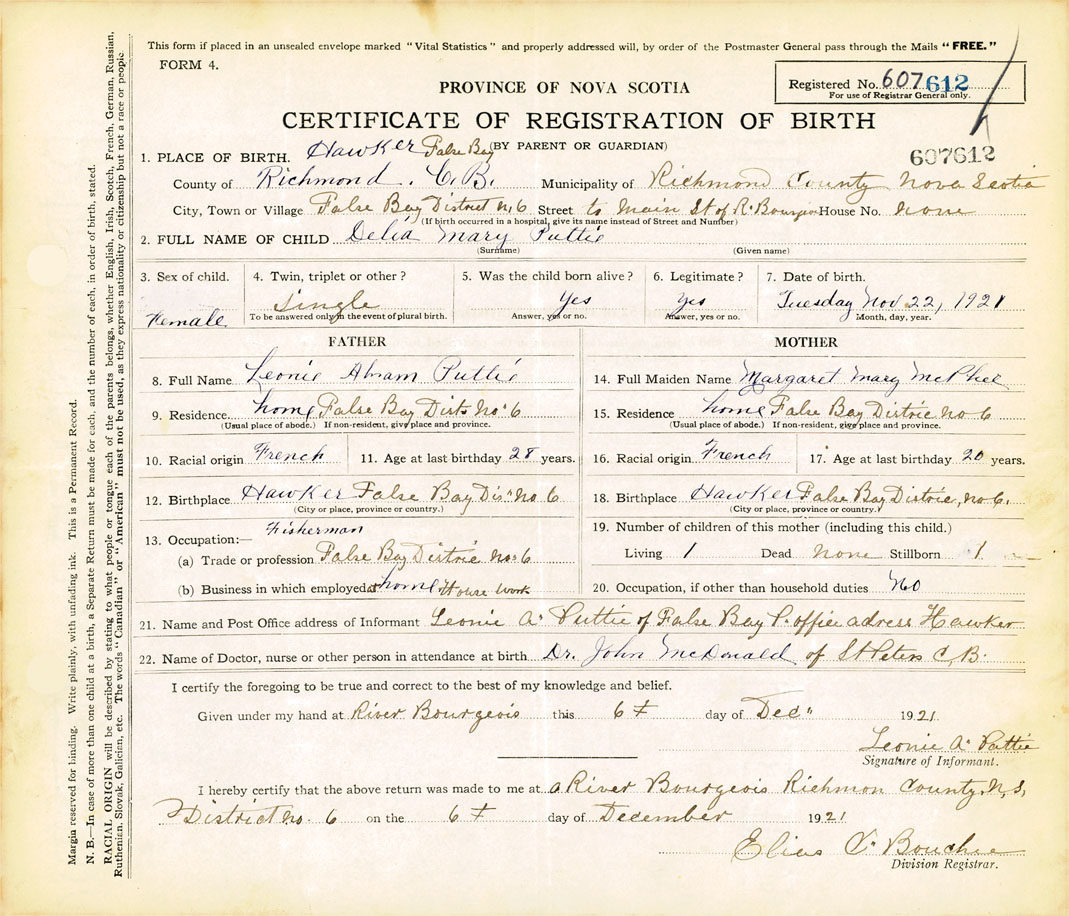 This form if placed in an unsealed envelope marked "Vital Statistics" and properly addressed will, by order of the Postmaster General pass through the Mails "FREE."
FORM 4.
PROVINCE OF NOVA SCOTIA
Registered No. 607612
For use of Registrar General only.
CERTIFICATE OF REGISTRATION OF BIRTH
(BY PARENT OR GUARDIAN)
607612
1. PLACE OF BIRTH. Hawker False Bay
County of Richmond. C.B. Municipality of Richmond County Nova Scotia
City, Town or Village False Bay District No 6 Street to Main St of R. Bourgeois House No. none
(If birth occurred in a hospital, give its name instead of Street and Number)
2. FULL NAME OF CHILD Delia Mary Puttie
(Surname) (Given name)
3. Sex of child. Female
4. Twin, triplet or other? Single
To be answered only in the event of plural birth.
5. Was the child born alive? Yes
Answer, yes or no.
6. Legitimate? Yes
Answer, yes or no.
7. Date of birth. Tuesday Nov 22, 1921
Month, day, year.
FATHER
8. Full Name Leonie Abram Puttie
9. Residence home False Bay Dists No 6
(Usual place of abode.) If non-resident, give place and province.
10. Racial origin French 11. Age at last birthday 28 years.
12. Birthplace Hawker False Bay Dis. No 6
(City or place, province or country.)
13. Occupation:— Fisherman
(a) Trade or profession False Bay Distric No 6
(b) Business in which employed at home House Work
MOTHER
14. Full Maiden Name Margaret Mary McPhee
15. Residence home False Bay Distric No 6
(Usual place of abode.) If non-resident, give place and province.
16. Racial origin French 17. Age at last birthday 20 years.
18. Birthplace Hawker False Bay Distric, No 6.
(City or place, province or country.)
19. Number of children of this mother (including this child.)
Living 1 Dead none Stillborn 1
20. Occupation, if other than household duties No
21. Name and Post Office address of Informant Leonie A. Puttie of False Bay P. office adress Hawker
22. Name of Doctor, nurse or other person in attendance at birth Dr. John McDonald of St Peters C.B.
I certify the foregoing to be true and correct to the best of my knowledge and belief.
Given under my hand at River Bourgeois this 6 day of Dec 1921
Leonie A. Puttie
Signature of Informant.
I hereby certify that the above return was made to me at a River Bourgeois Richmon County. N,S,
District No. 6 on the 6 day of December 1921
Elias
Division Registrar.
Margin reserved for binding. Write plainly, with unfading ink. This is a Permanent Record.
N. B.—In case of more than one child at a birth, a Separate Return must be made for each, and the number of each, in order of birth, stated.
RACIAL ORIGIN will be described by stating to what people or tongue each of the parents belongs, whether English, Irish, Scotch, French, German, Russian,
Ruthenian, Slovak, Galician, etc. The words "Canadian" or "American" must not be used, as they express nationality or citizenship but not a race or people.